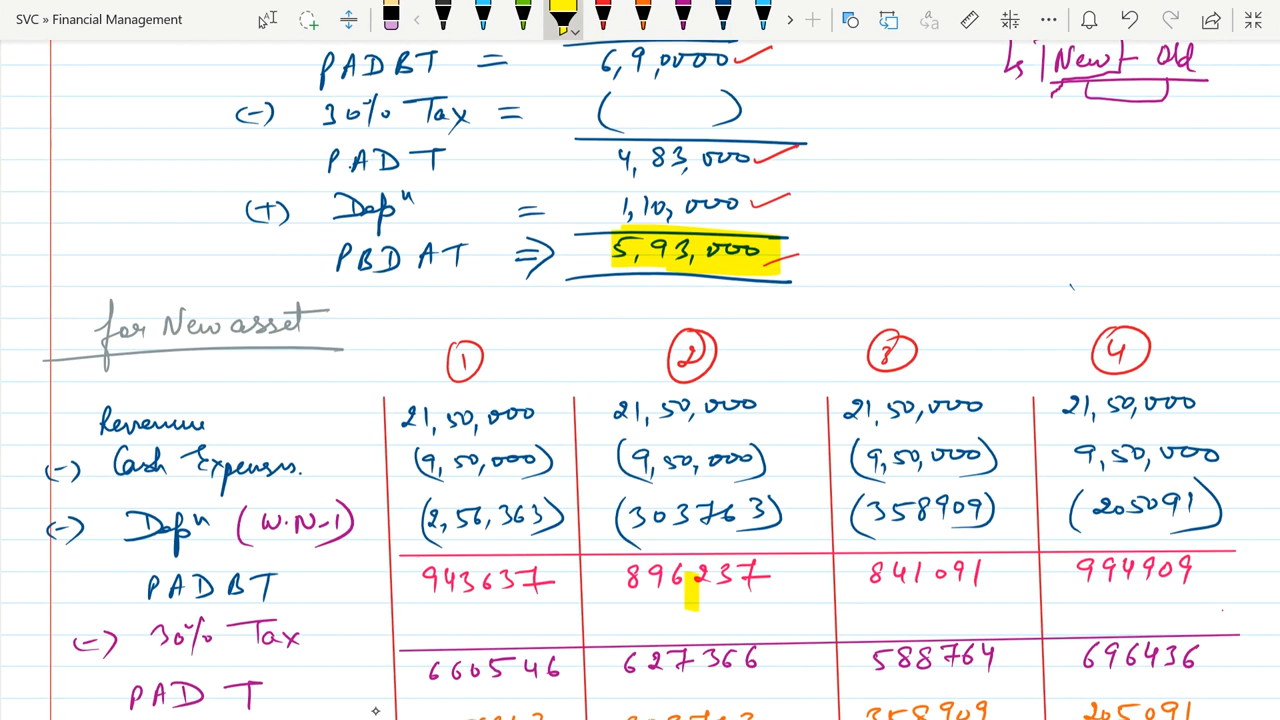 SVC » Financial Management
PADBT = 6,9,0000
(-) 30% Tax = ( )
PADT 4,83,000
(+) Depⁿ = 1,10,000
PBDAT ⇒ 5,93,000
↳ New + Old
for New asset
① ② ③ ④
Revenue 21,50,000 21,50,000 21,50,000 21,50,000
(-) Cash Expenses. (9,50,000) (9,50,000) (9,50,000) 9,50,000
(-) Depⁿ (W.N-1) (2,56,363) (303763) (358909) (205091)
PADBT 943637 896237 841091 994909
(-) 30% Tax
PADT 660546 627366 588764 696436
358909 205091